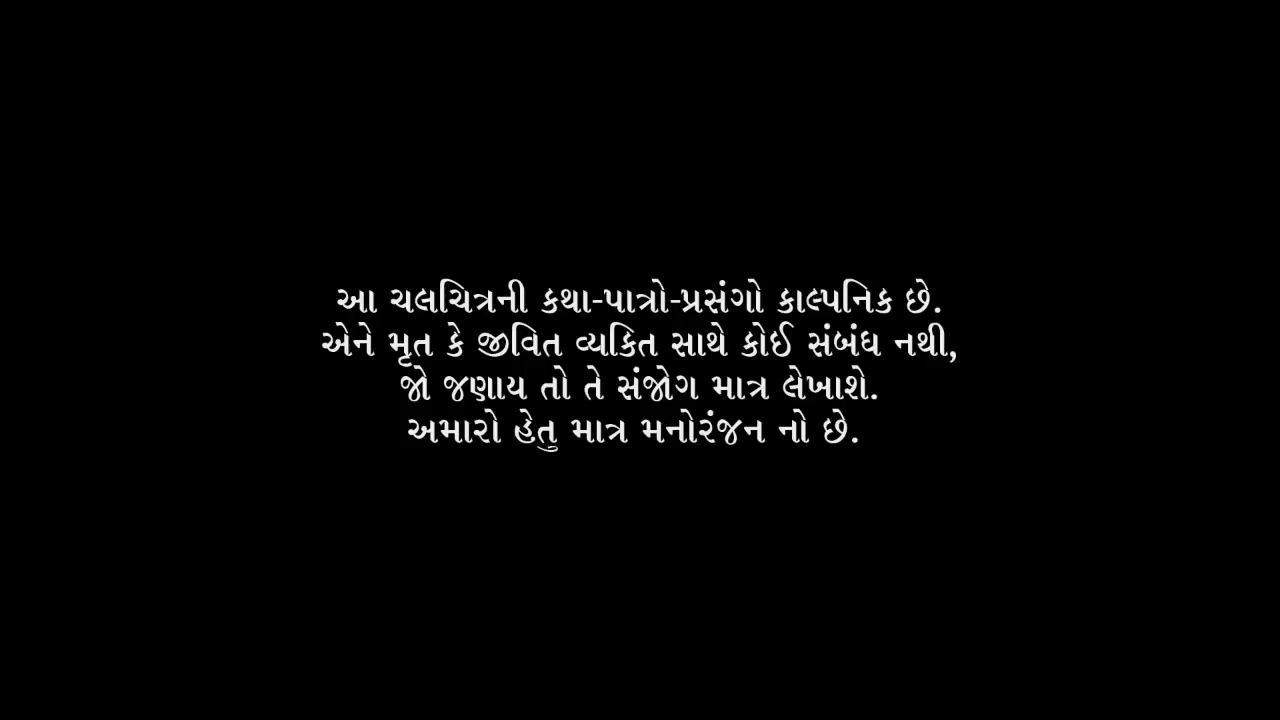 આ ચલચિત્રની કથા-પાત્રો-પ્રસંગો કાલ્પનિક છે.
એને મૃત કે જીવિત વ્યકિત સાથે કોઈ સંબંધ નથી,
જો જણાય તો તે સંજોગ માત્ર લેખાશે.
અમારો હેતુ માત્ર મનોરંજન નો છે.